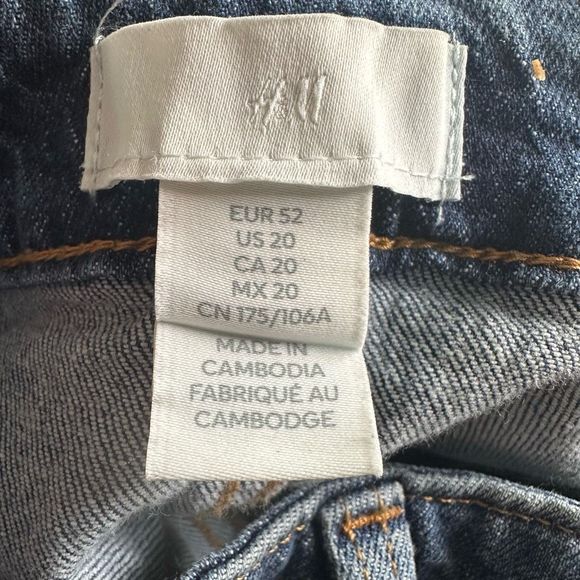 H&M
EUR 52
US 20
CA 20
MX 20
CN 175/106A
MADE IN
CAMBODIA
FABRIQUÉ AU
CAMBODGE